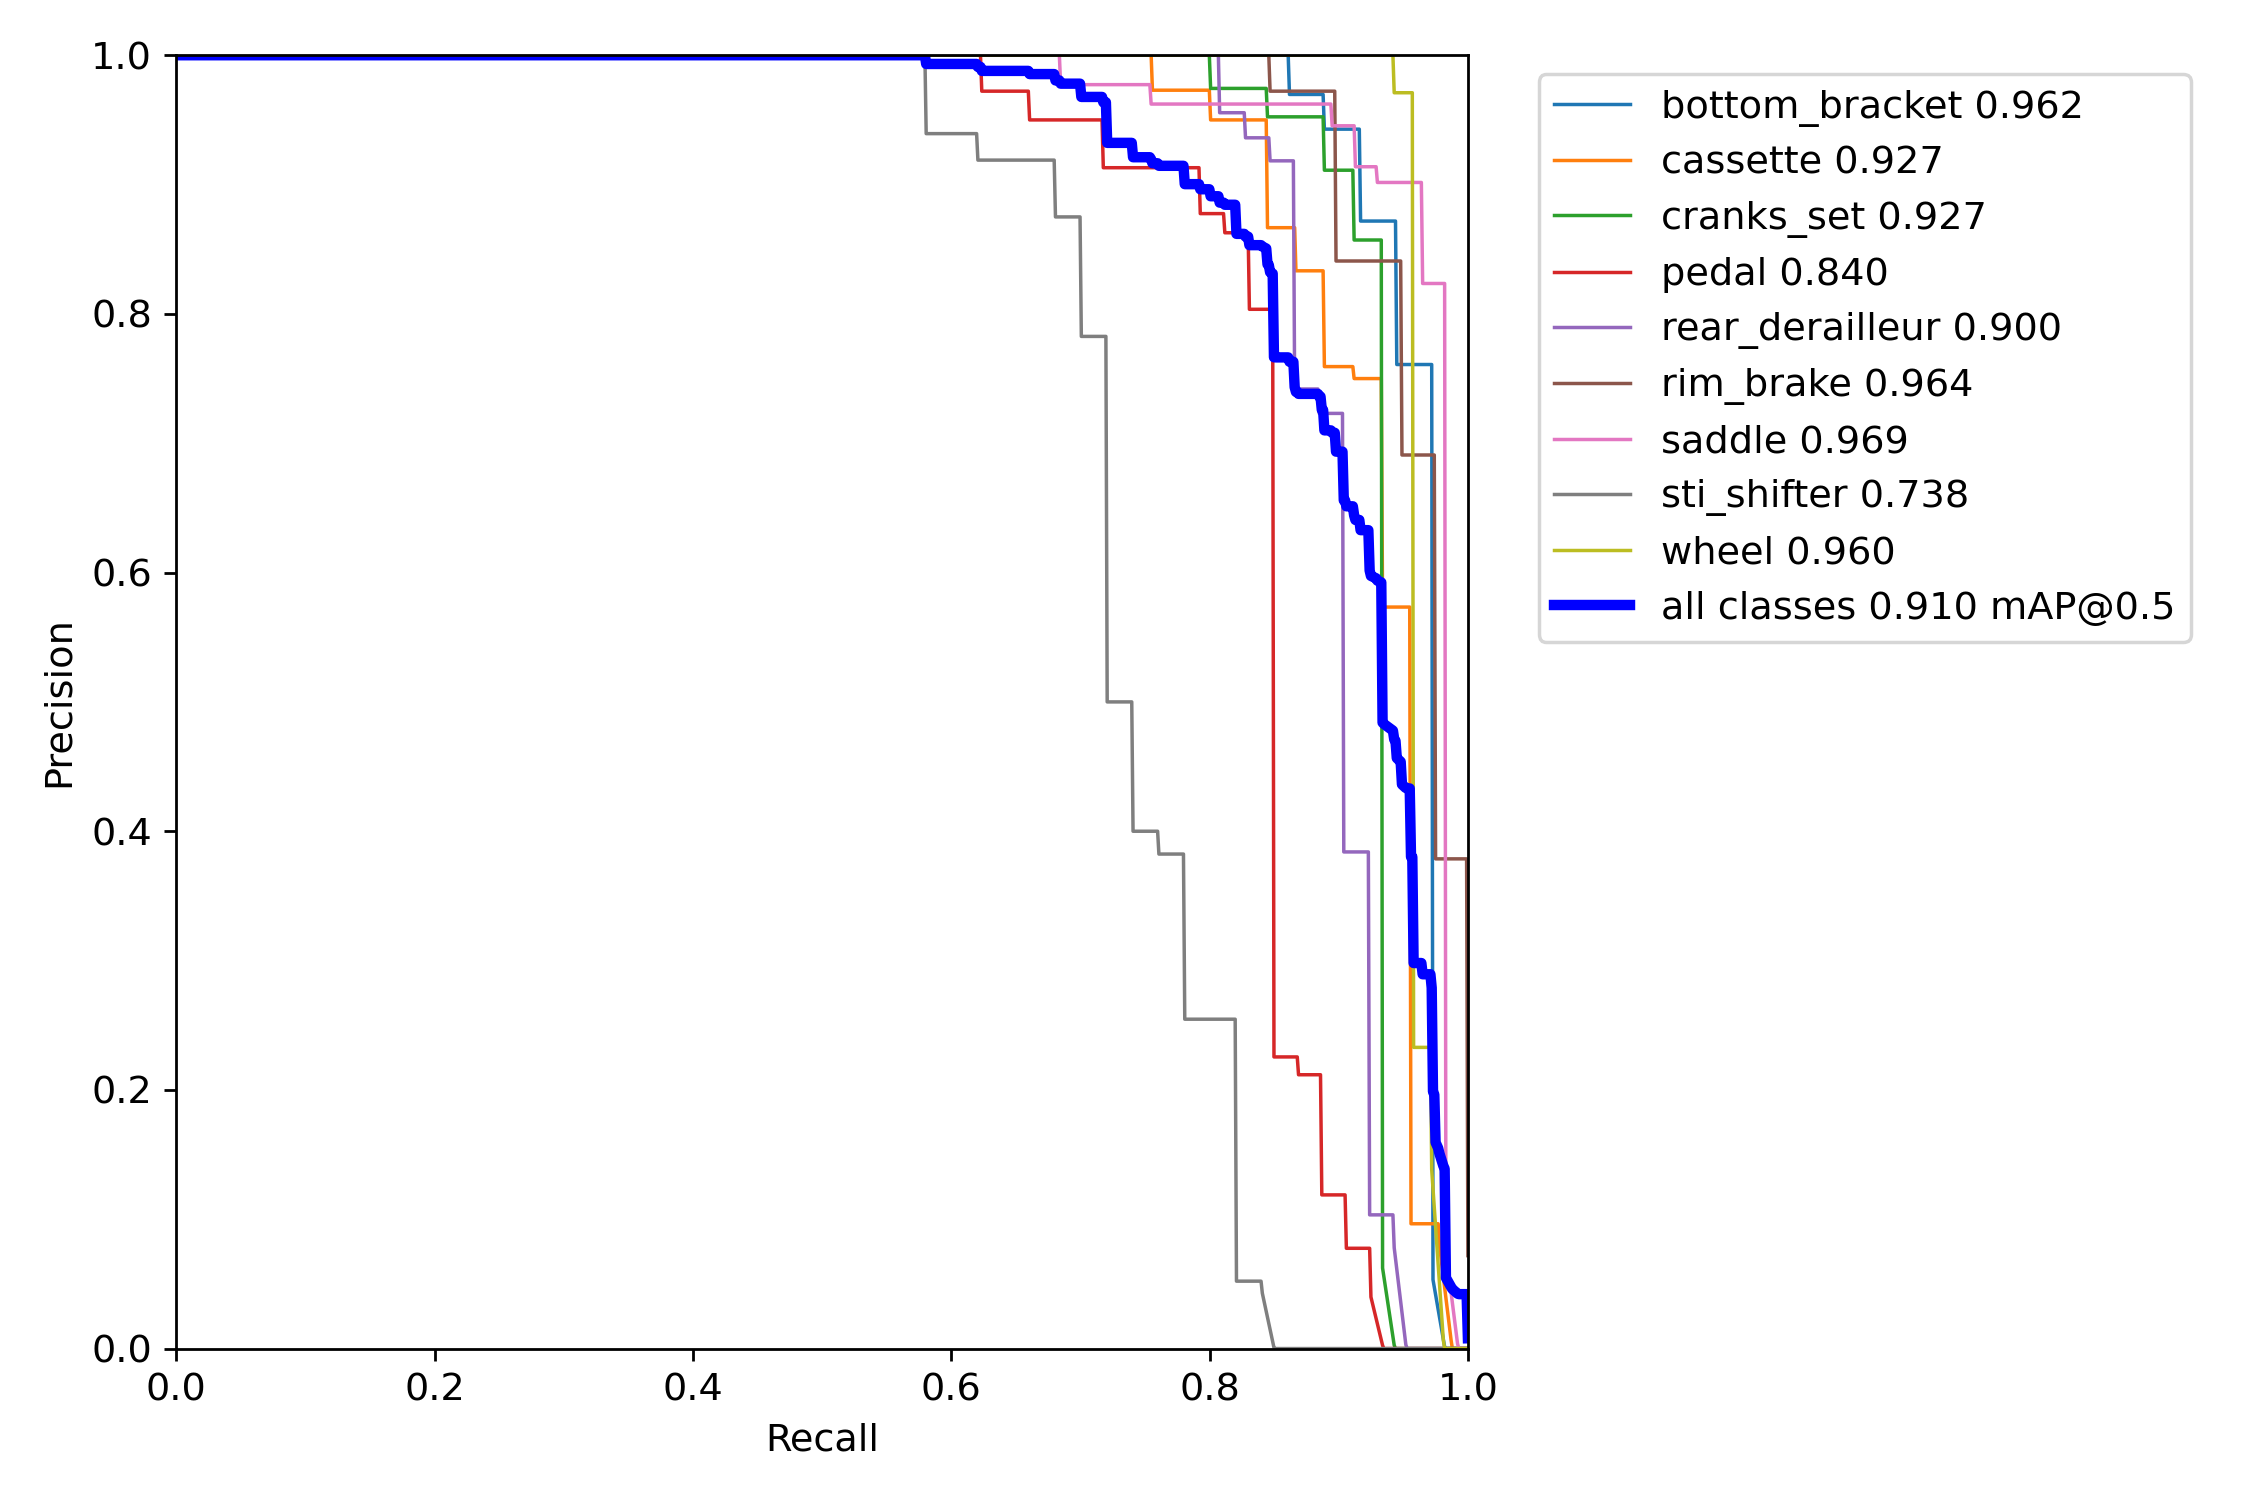 1.0
0.8
0.6
0.4
0.2
0.0
Precision
0.0 0.2 0.4 0.6 0.8 1.0
Recall
bottom_bracket 0.962
cassette 0.927
cranks_set 0.927
pedal 0.840
rear_derailleur 0.900
rim_brake 0.964
saddle 0.969
sti_shifter 0.738
wheel 0.960
all classes 0.910 mAP@0.5